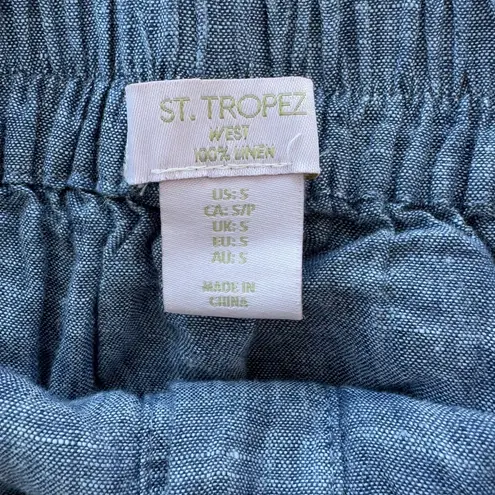 ST. TROPEZ
WEST
100% LINEN
US: S
CA: S/P
UK: S
EU: S
AU: S
MADE IN
CHINA